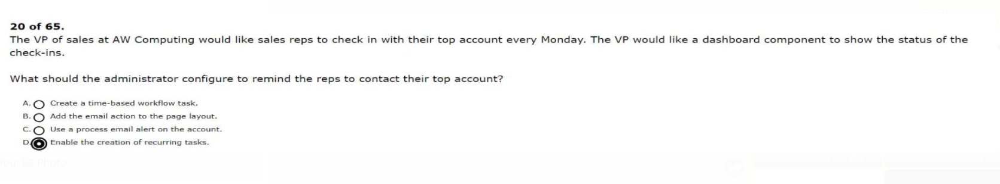 20 of 65.
The VP of sales at AW Computing would like sales reps to check in with their top account every Monday. The VP would like a dashboard component to show the status of the
check-ins.
What should the administrator configure to remind the reps to contact their top account?
A. Create a time-based workflow task.
B. Add the email action to the page layout.
C. Use a process email alert on the account.
D. Enable the creation of recurring tasks.